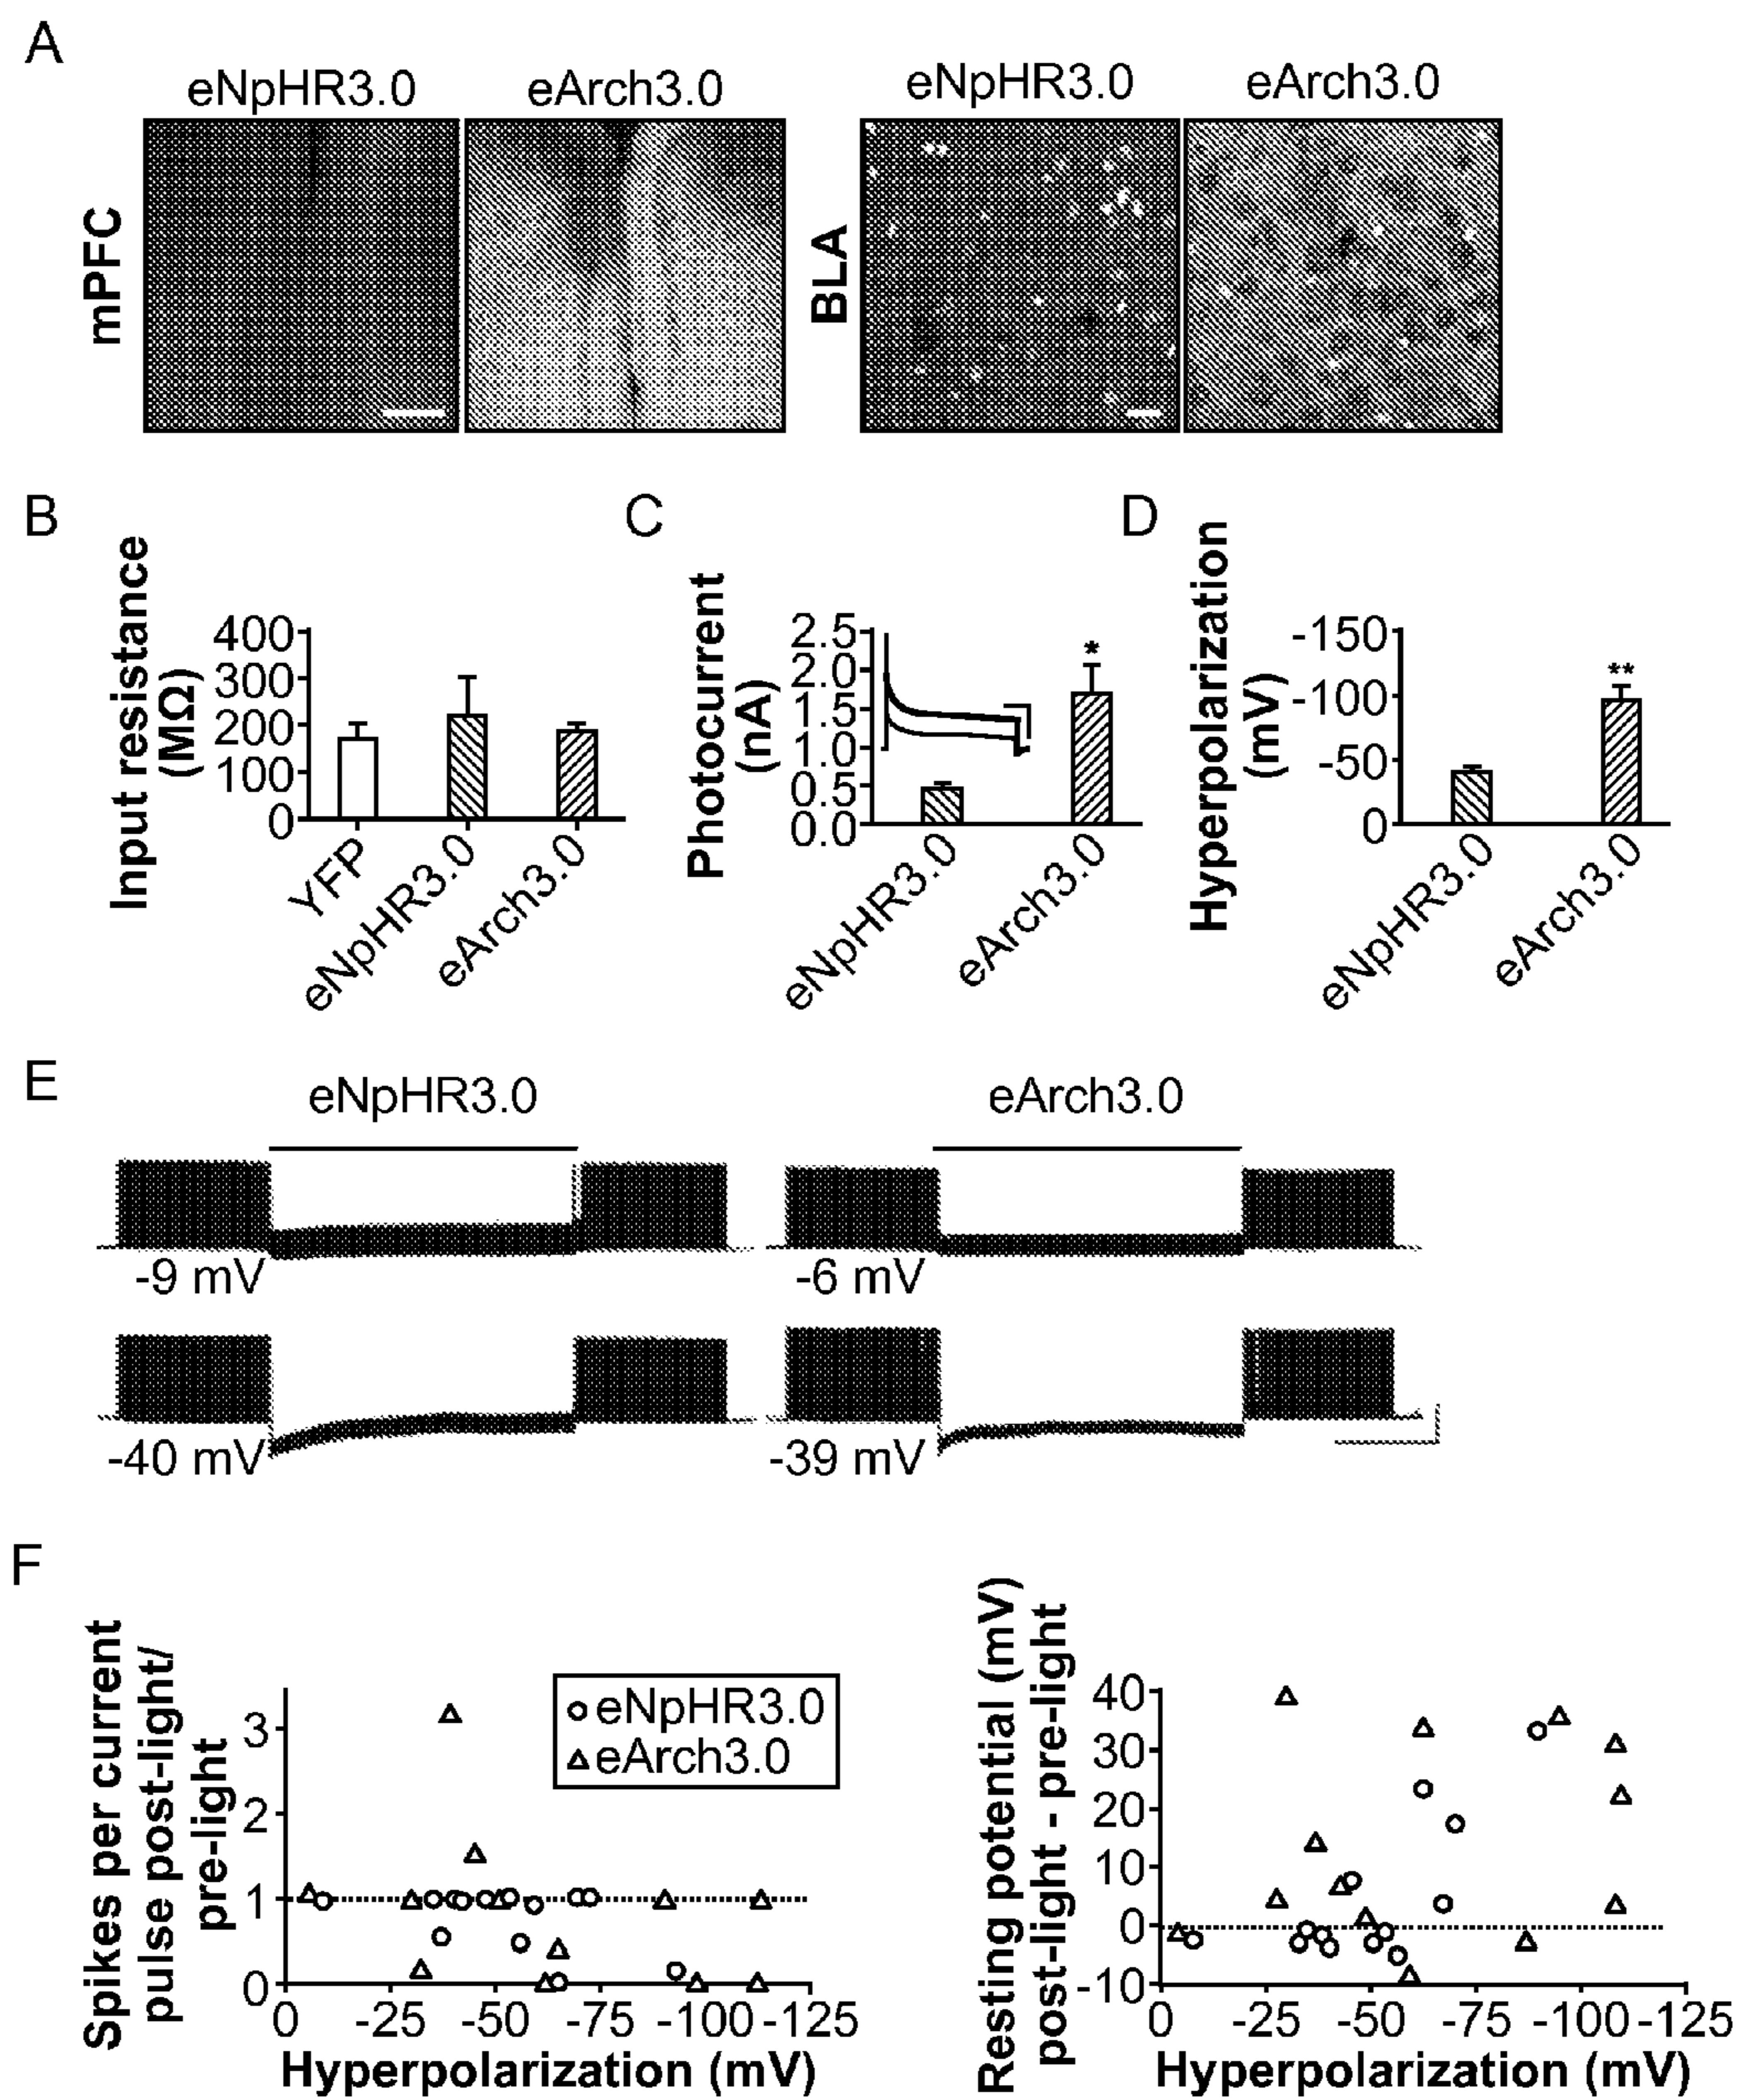 A
eNpHR3.0 eArch3.0 eNpHR3.0 eArch3.0
mPFC
BLA
B
Input resistance
(MΩ)
400
300
200
100
0
YFP
eNpHR3.0
eArch3.0
C
Photocurrent
(nA)
2.5
2.0
1.5
1.0
0.5
0.0
*
eNpHR3.0
eArch3.0
D
Hyperpolarization
(mV)
-150
-100
-50
0
**
eNpHR3.0
eArch3.0
E
eNpHR3.0 eArch3.0
-9 mV -6 mV
-40 mV -39 mV
F
Spikes per current
pulse post-light/
pre-light
3
2
1
0
eNpHR3.0
eArch3.0
0 -25 -50 -75 -100 -125
Hyperpolarization (mV)
Resting potential (mV)
post-light - pre-light
40
30
20
10
0
-10
0 -25 -50 -75 -100 -125
Hyperpolarization (mV)